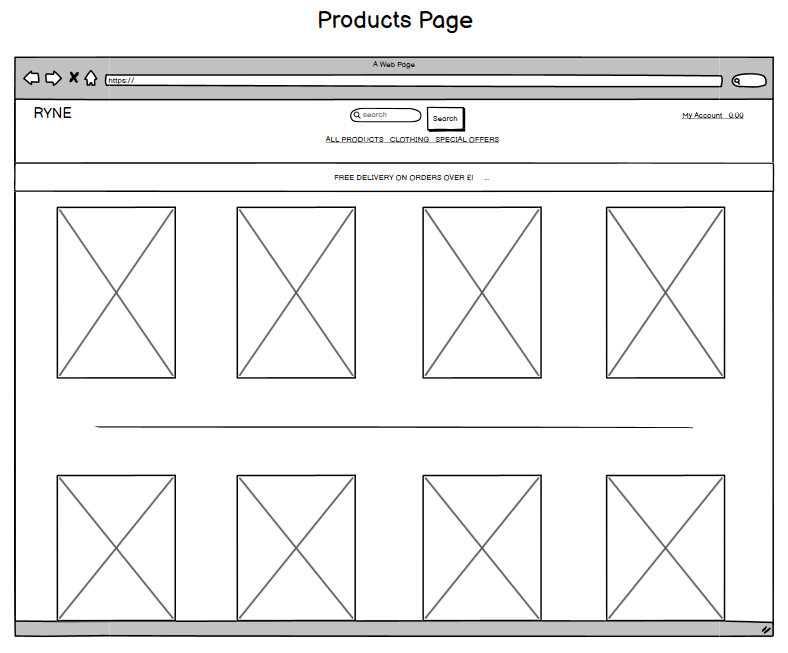 Products Page
A Web Page
https://
RYNE
search
Search
My Account 0.00
ALL PRODUCTS CLOTHING SPECIAL OFFERS
FREE DELIVERY ON ORDERS OVER £ ...